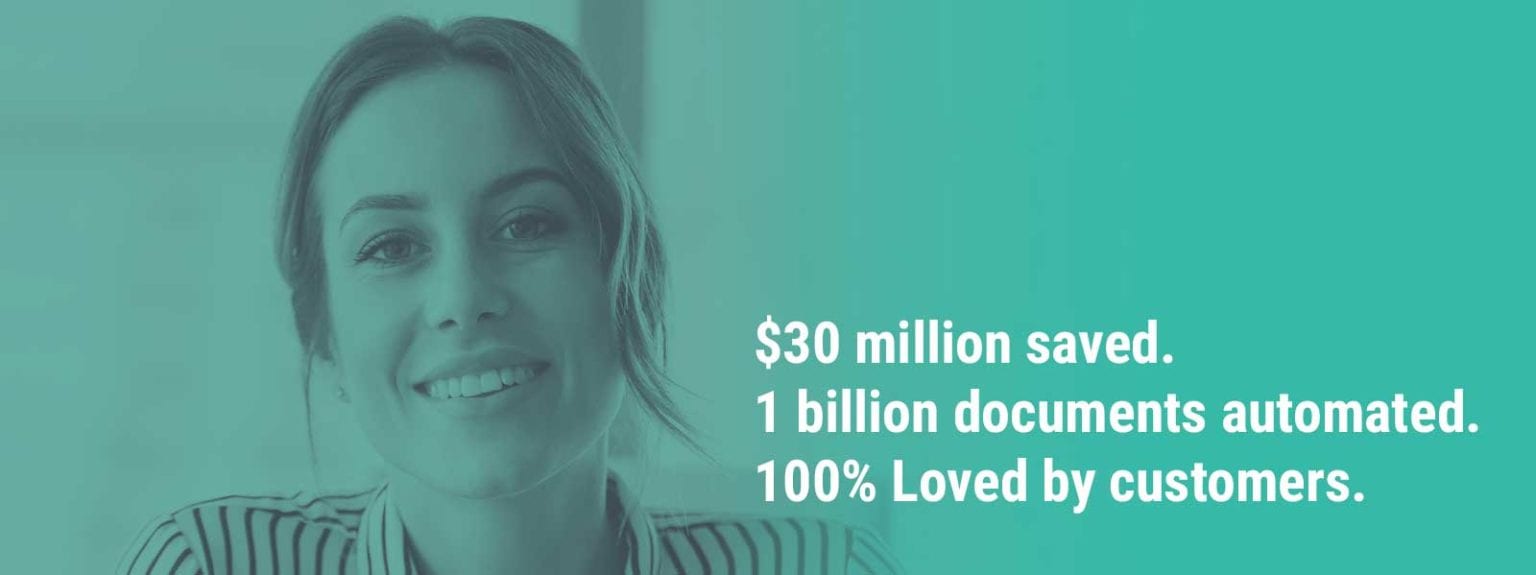 $30 million saved.
1 billion documents automated.
100% Loved by customers.